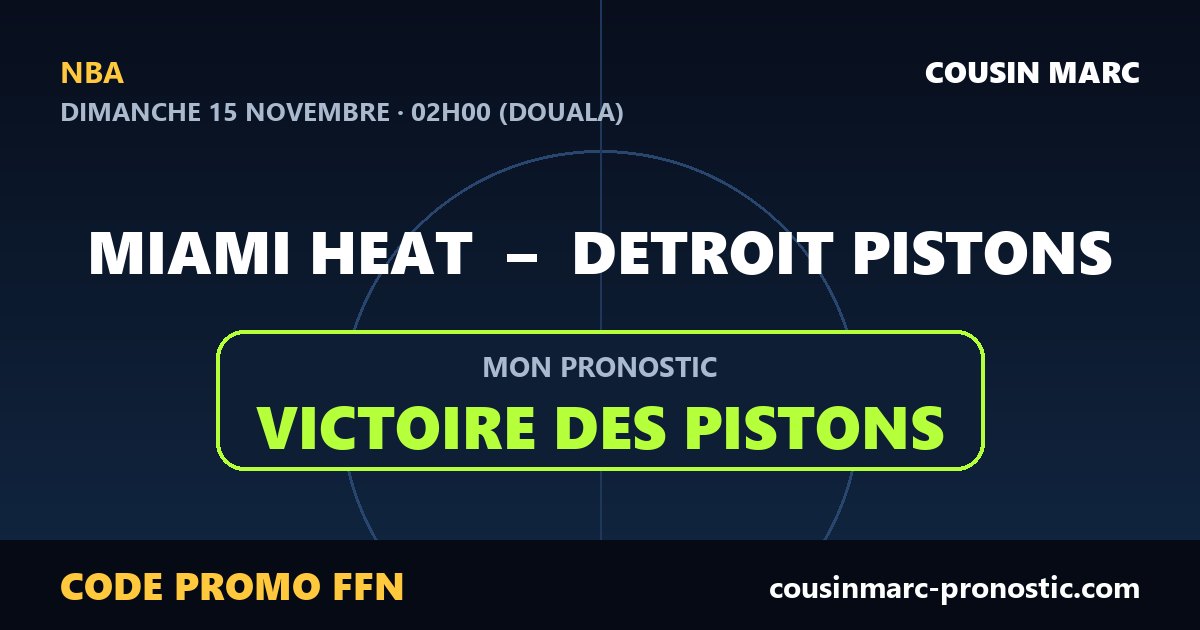 NBA
COUSIN MARC
DIMANCHE 15 NOVEMBRE · 02H00 (DOUALA)
MIAMI HEAT – DETROIT PISTONS
MON PRONOSTIC
VICTOIRE DES PISTONS
CODE PROMO FFN
cousinmarc-pronostic.com